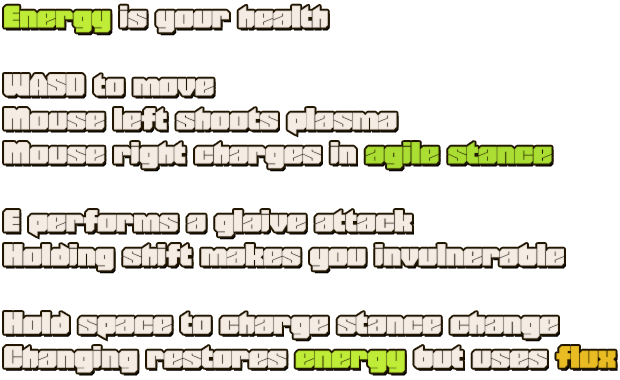 Energy is your health
WASD to move
Mouse left shoots plasma
Mouse right charges in agile stance
E performs a glaive attack
Holding shift makes you invulnerable
Hold space to charge stance change
Changing restores energy but uses flux